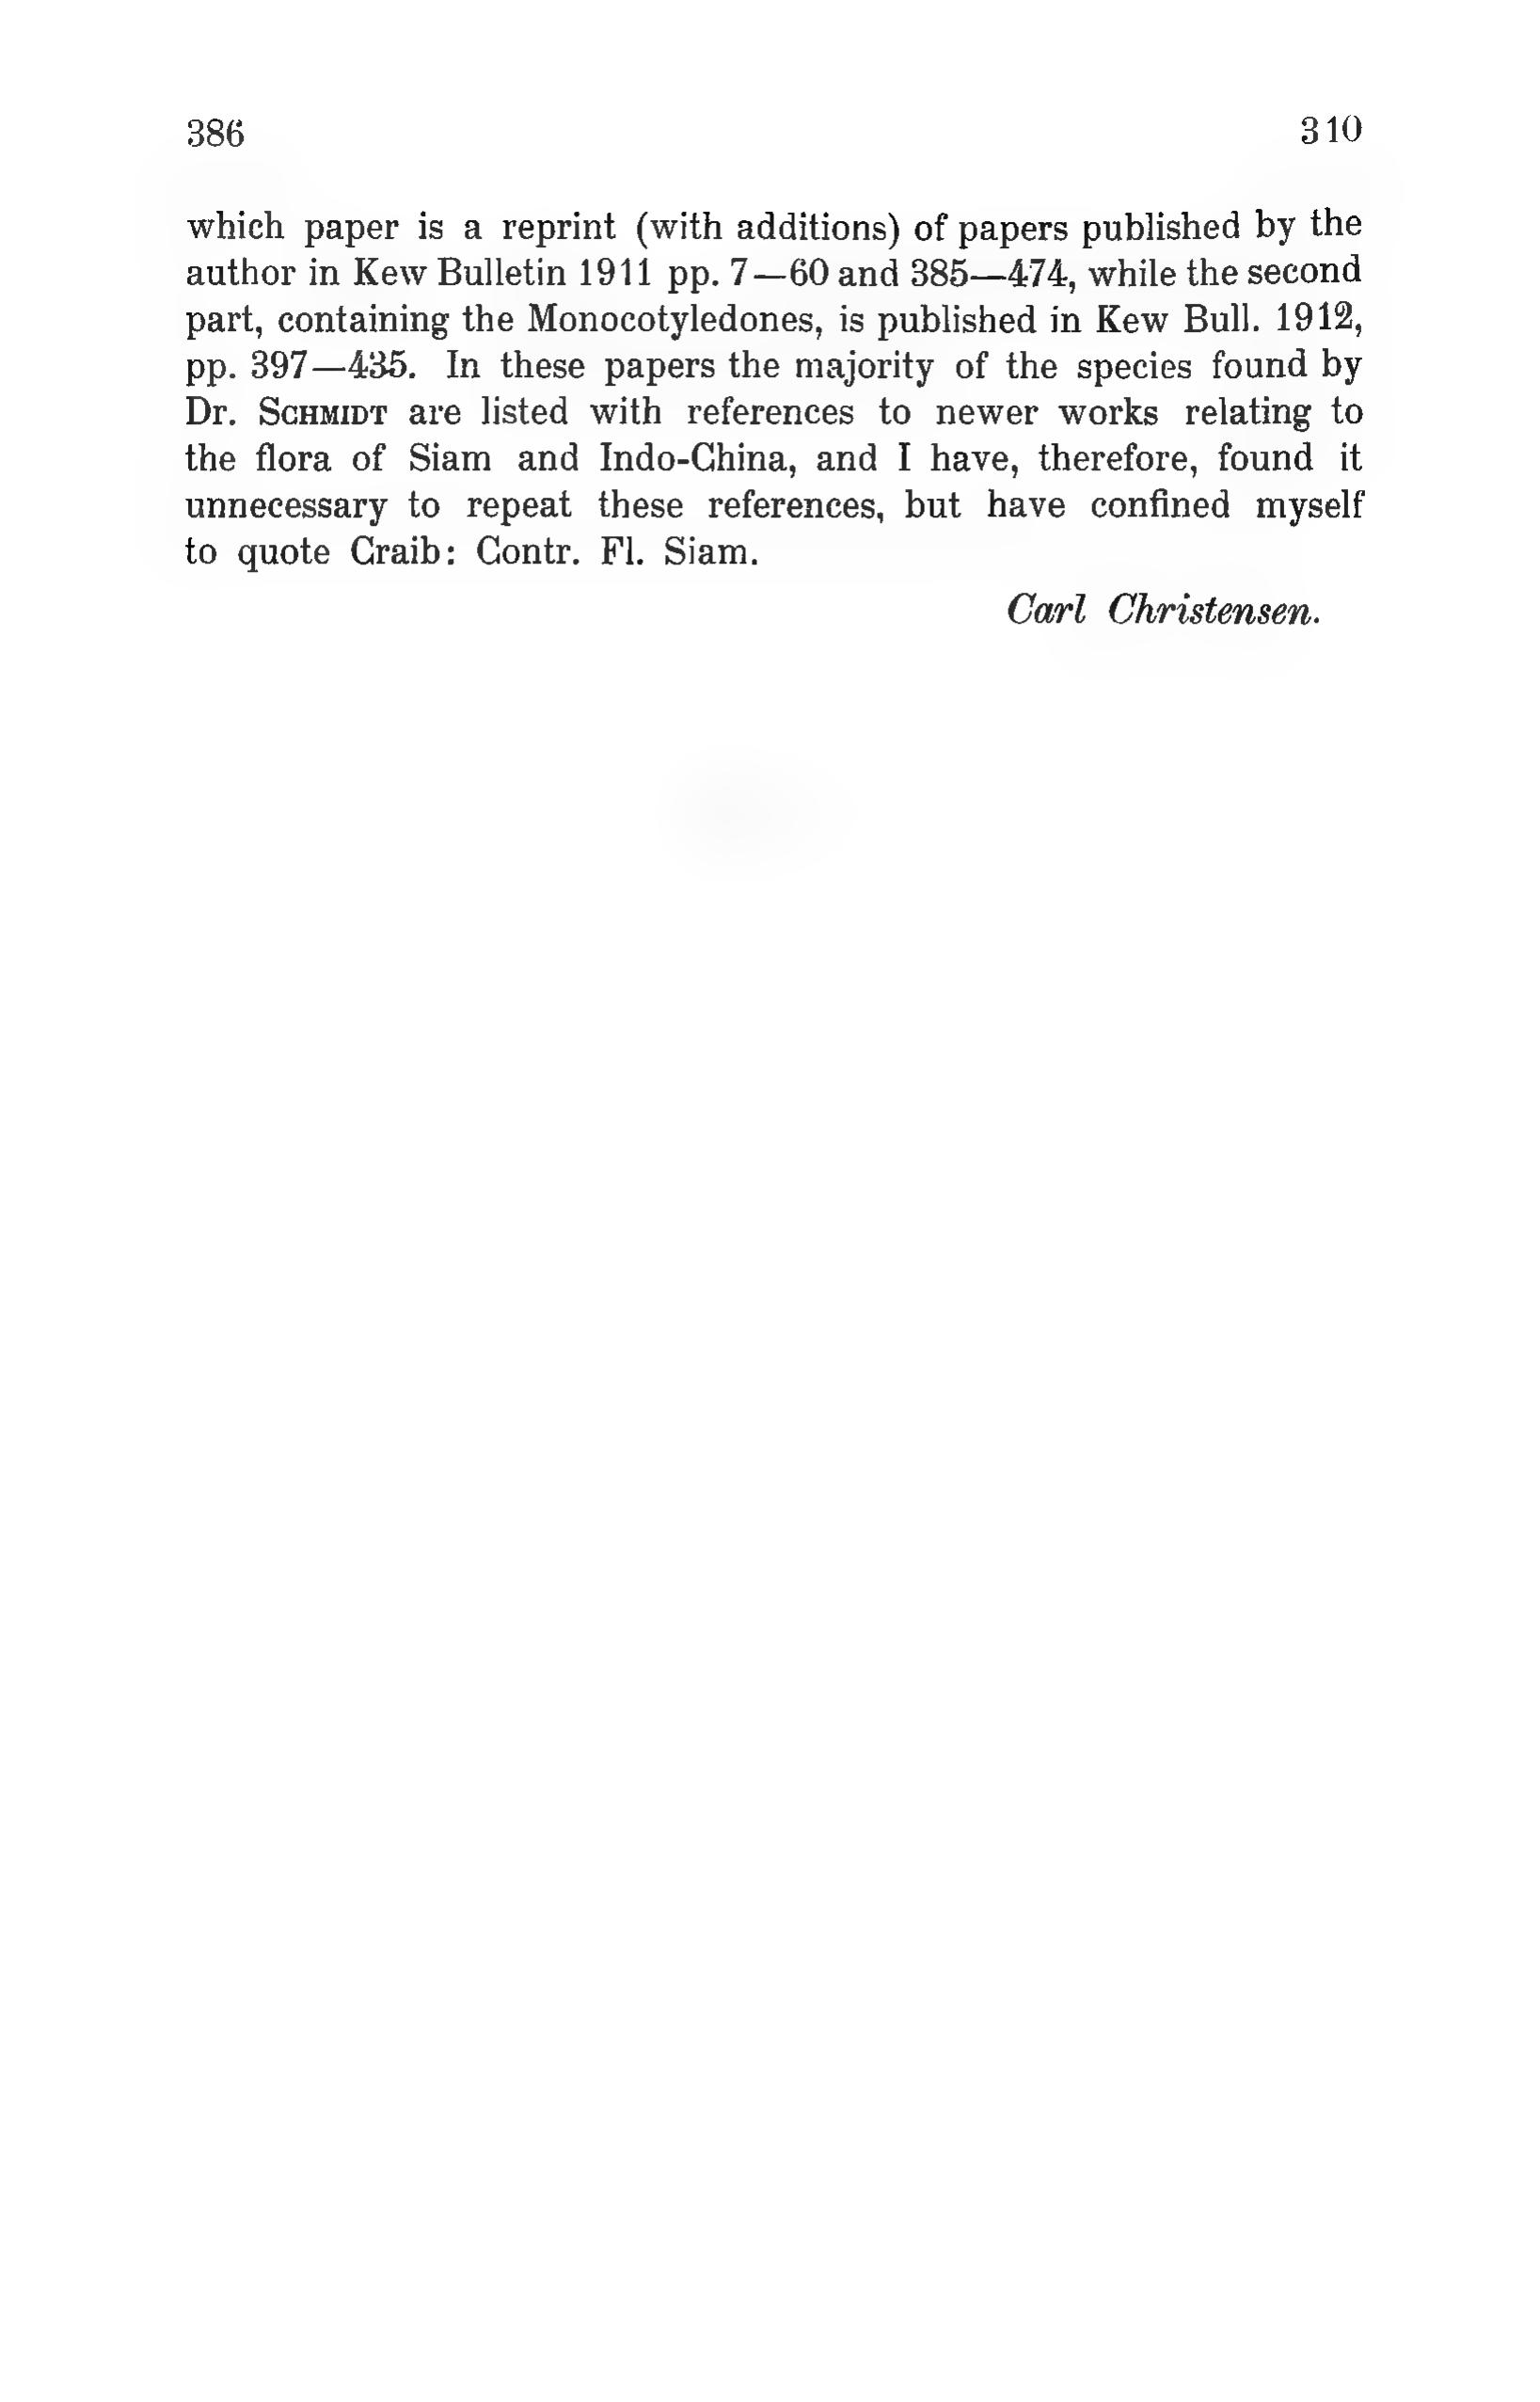 386 310
which paper is a reprint (with additions) of papers published by the
author in Kew Bulletin 1911 pp. 7—60 and 385—474, while the second
part, containing the Monocotyledones, is published in Kew Bull. 1912,
pp. 397—435. In these papers the majority of the species found by
Dr. SCHMIDT are listed with references to newer works relating to
the flora of Siam and Indo-China, and I have, therefore, found it
unnecessary to repeat these references, but have confined myself
to quote Craib: Contr. Fl. Siam.
Carl Christensen.